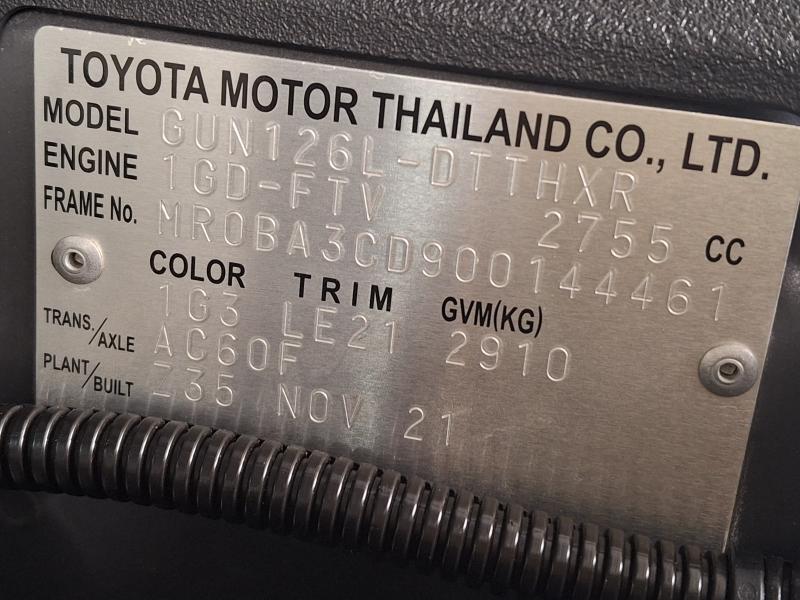 TOYOTA MOTOR THAILAND CO., LTD.
MODEL GUN126L-DTTHXR
ENGINE 1GD-FTV 2755 CC
FRAME No. MR0BA3CD900144461
COLOR TRIM GVM(KG)
1G3 LE21 2910
TRANS./AXLE AC60F
PLANT/BUILT Z35 NOV 21